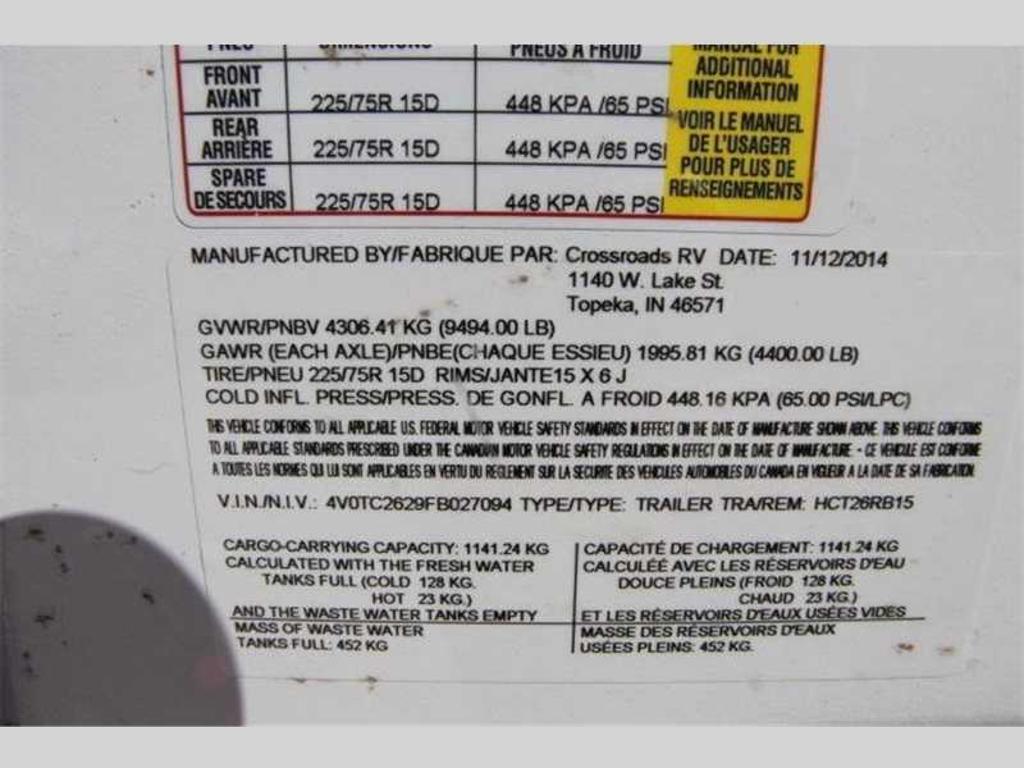 PNEU DIMENSIONS PNEUS A FROID
FRONT
AVANT 225/75R 15D 448 KPA /65 PSI
REAR
ARRIÈRE 225/75R 15D 448 KPA /65 PSI
SPARE
DE SECOURS 225/75R 15D 448 KPA /65 PSI
MANUAL FOR
ADDITIONAL
INFORMATION
VOIR LE MANUEL
DE L'USAGER
POUR PLUS DE
RENSEIGNEMENTS
MANUFACTURED BY/FABRIQUE PAR: Crossroads RV DATE: 11/12/2014
1140 W. Lake St.
Topeka, IN 46571
GVWR/PNBV 4306.41 KG (9494.00 LB)
GAWR (EACH AXLE)/PNBE(CHAQUE ESSIEU) 1995.81 KG (4400.00 LB)
TIRE/PNEU 225/75R 15D RIMS/JANTE15 X 6 J
COLD INFL. PRESS/PRESS. DE GONFL. A FROID 448.16 KPA (65.00 PSI/LPC)
THIS VEHICLE CONFORMS TO ALL APPLICABLE U.S. FEDERAL MOTOR VEHICLE SAFETY STANDARDS IN EFFECT ON THE DATE OF MANUFACTURE SHOWN ABOVE. THIS VEHICLE CONFORMS
TO ALL APPLICABLE STANDARDS PRESCRIBED UNDER THE CANADIAN MOTOR VEHICLE SAFETY REGULATIONS IN EFFECT ON THE DATE OF MANUFACTURE - CE VEHICULE EST CONFORME
A TOUTES LES NORMES QUI LUI SONT APPLICABLES EN VERTU DU REGLEMENT SUR LA SECURITE DES VEHICULES AUTOMOBILES DU CANADA EN VIGUEUR A LA DATE DE SA FABRICATION.
V.I.N./N.I.V.: 4V0TC2629FB027094 TYPE/TYPE: TRAILER TRA/REM: HCT26RB15
CARGO-CARRYING CAPACITY: 1141.24 KG
CALCULATED WITH THE FRESH WATER
TANKS FULL (COLD 128 KG.
HOT 23 KG.)
AND THE WASTE WATER TANKS EMPTY
MASS OF WASTE WATER
TANKS FULL: 452 KG
CAPACITÉ DE CHARGEMENT: 1141.24 KG
CALCULÉE AVEC LES RÉSERVOIRS D'EAU
DOUCE PLEINS (FROID 128 KG.
CHAUD 23 KG.)
ET LES RÉSERVOIRS D'EAUX USÉES VIDES
MASSE DES RÉSERVOIRS D'EAUX
USÉES PLEINS: 452 KG.